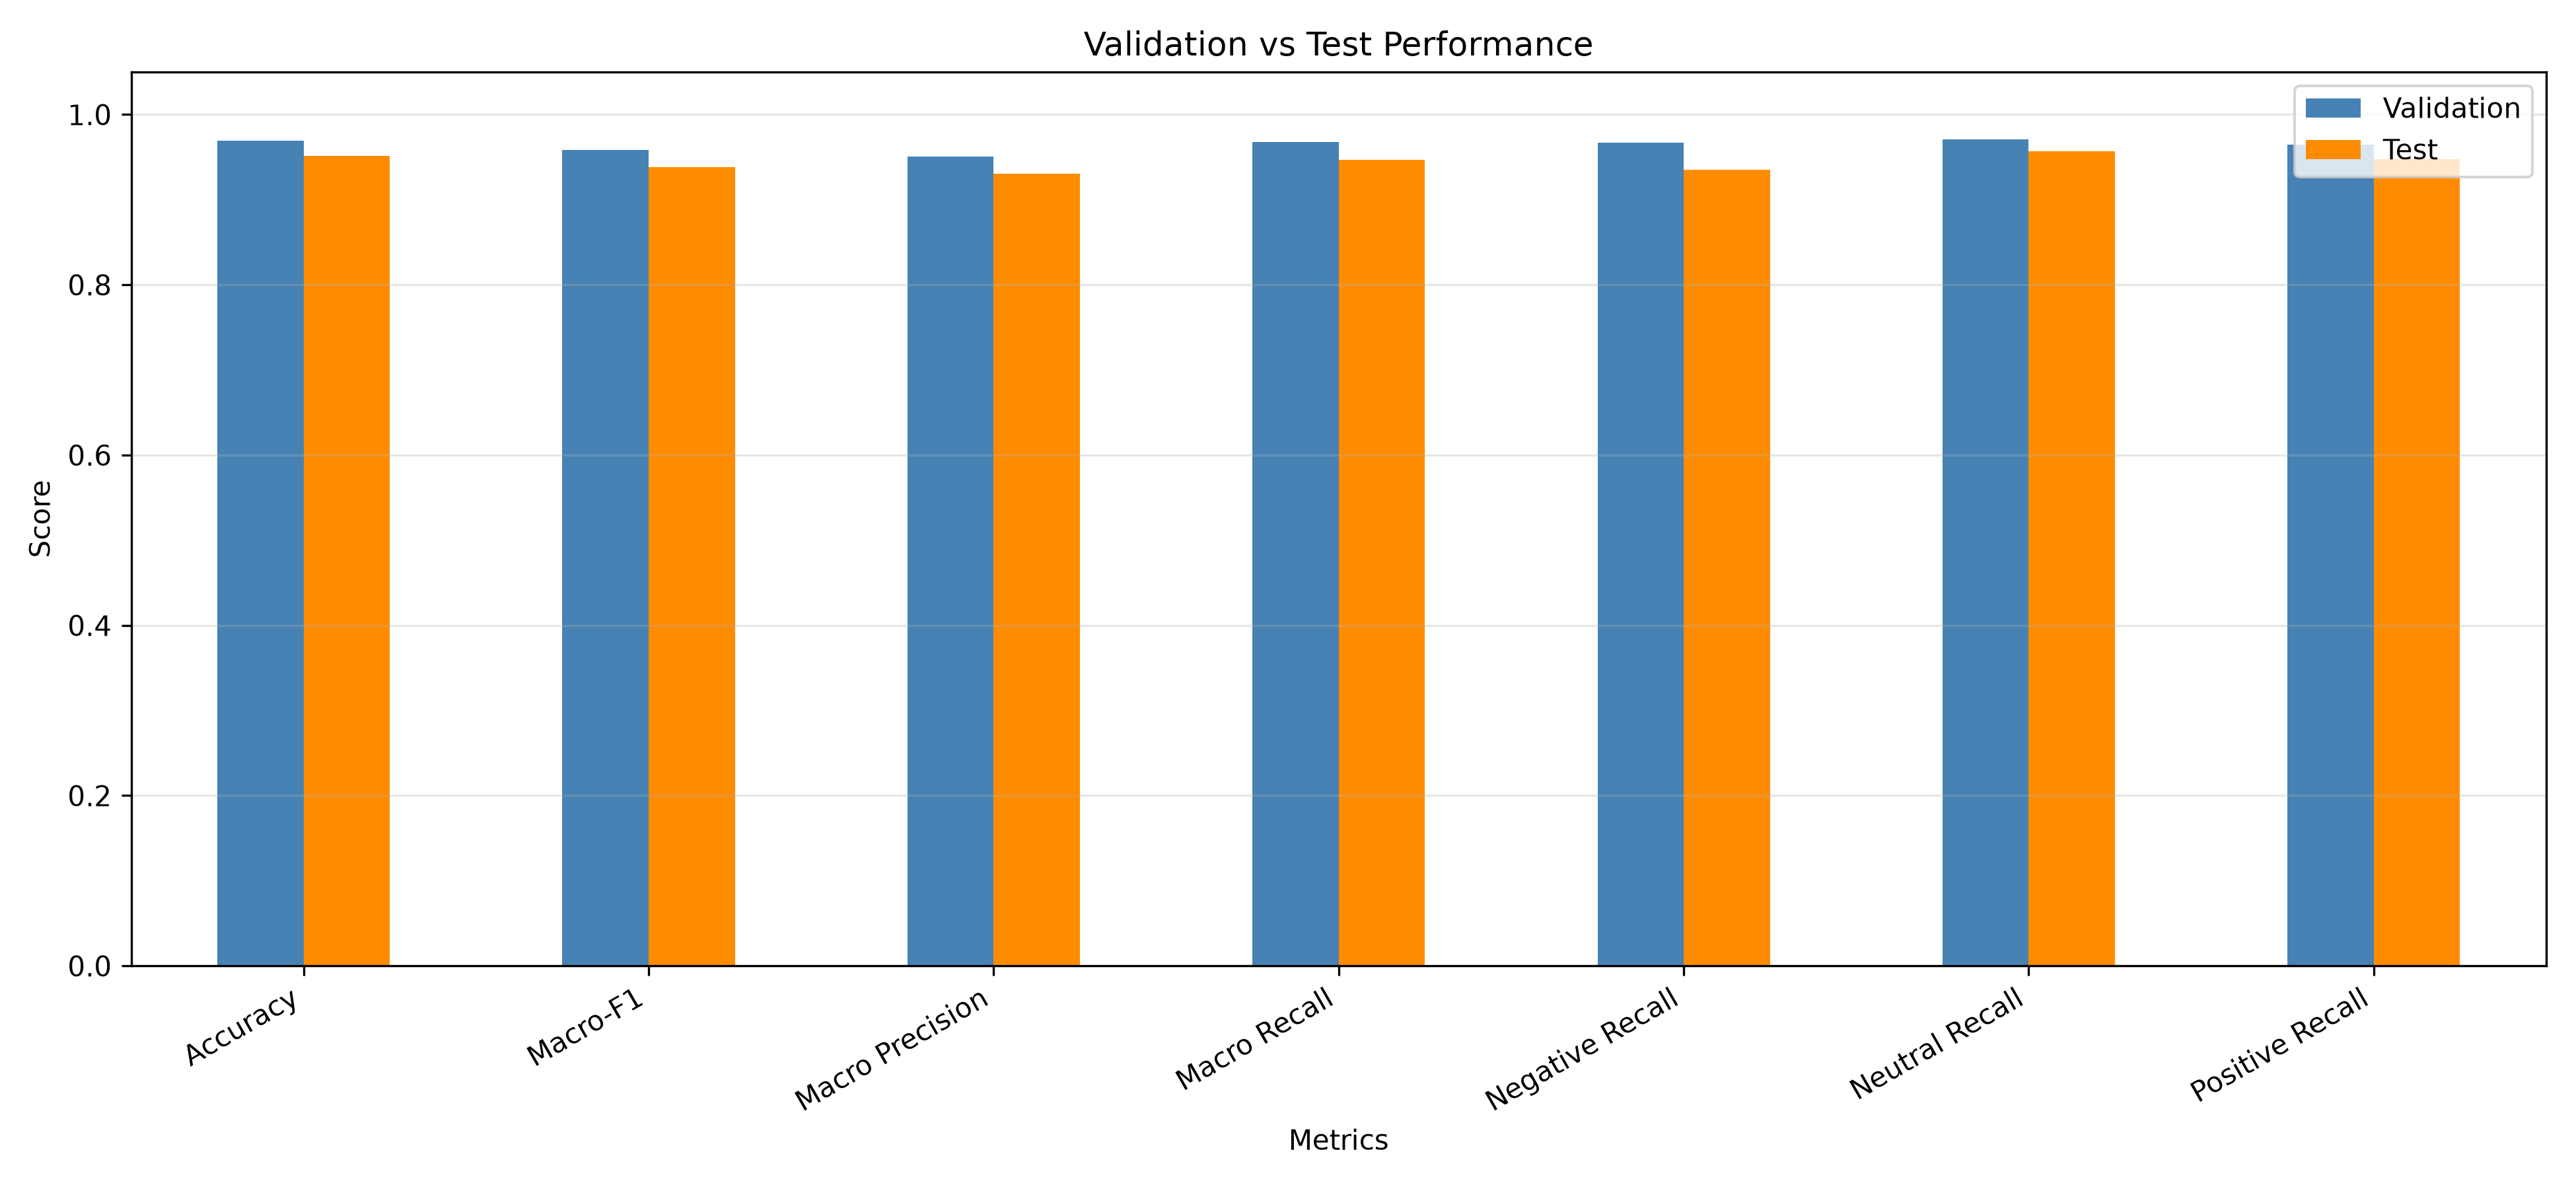 Validation vs Test Performance
Validation
Test
1.0
0.8
0.6
0.4
0.2
0.0
Score
Accuracy
Macro-F1
Macro Precision
Macro Recall
Negative Recall
Neutral Recall
Positive Recall
Metrics